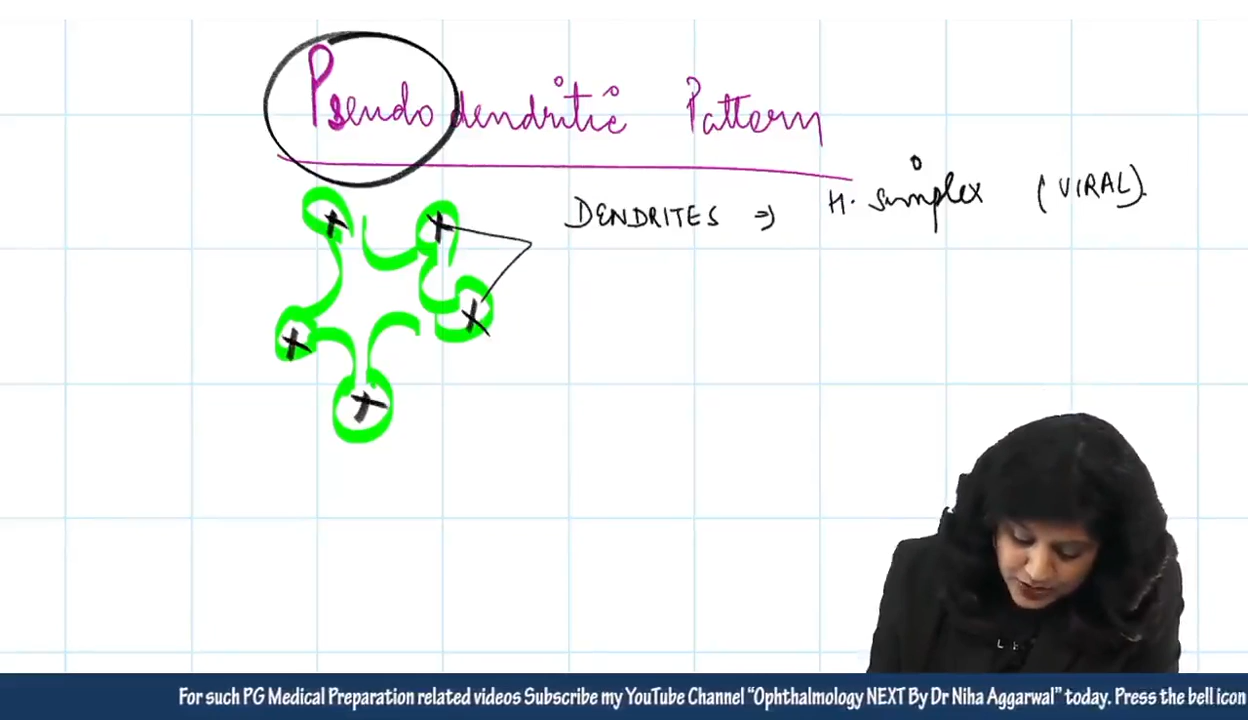 Pseudodendritic Pattern
DENDRITES ⇒ H. simplex (VIRAL).
For such PG Medical Preparation related videos Subscribe my YouTube Channel “Ophthalmology NEXT By Dr Niha Aggarwal” today. Press the bell icon